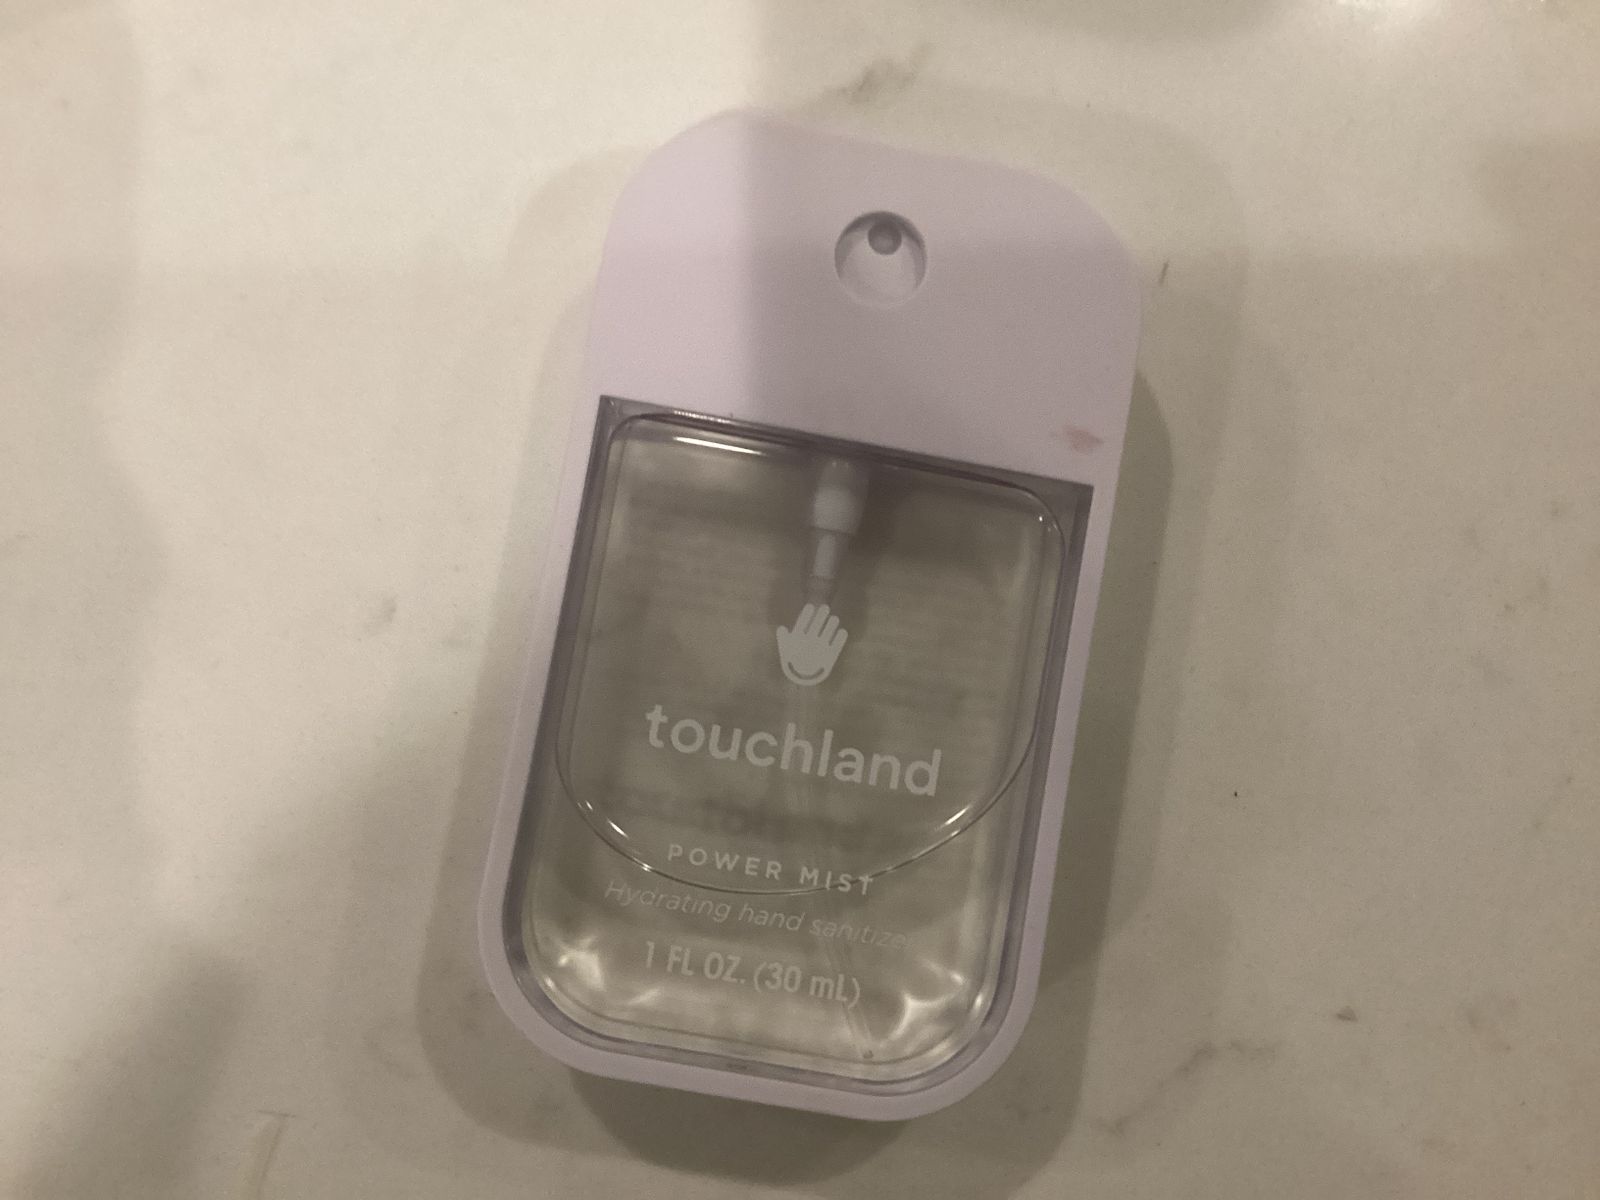 touchland
POWER MIST
Hydrating hand sanitizer
1 FL OZ. (30 mL)